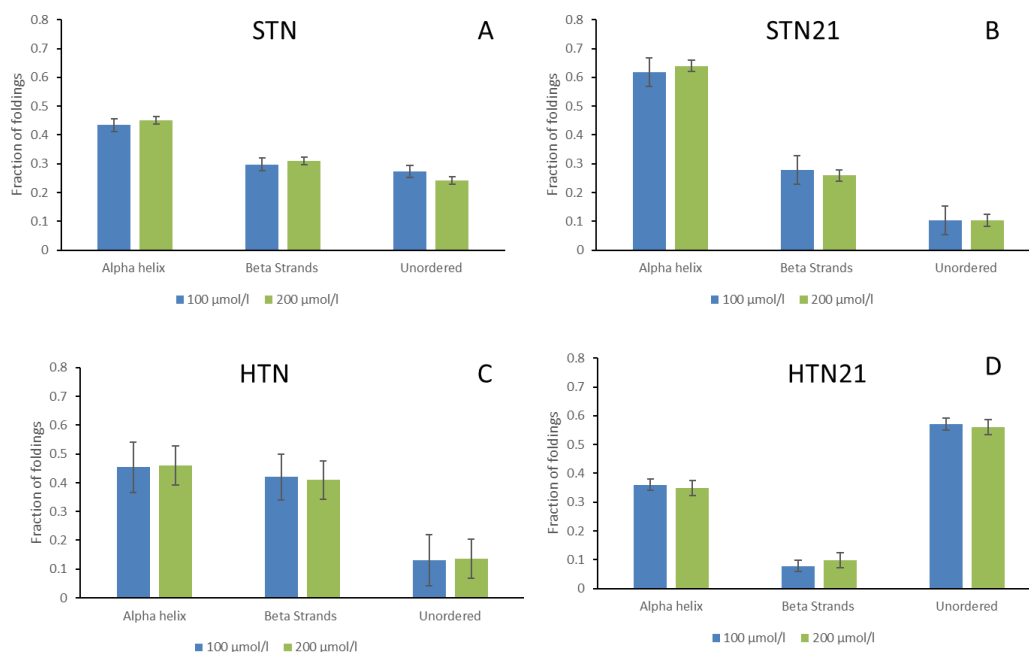 STN
A
Fraction of foldings
0.8
0.7
0.6
0.5
0.4
0.3
0.2
0.1
0
Alpha helix Beta Strands Unordered
100 µmol/l 200 µmol/l
STN21
B
Fraction of foldings
0.8
0.7
0.6
0.5
0.4
0.3
0.2
0.1
0
Alpha helix Beta Strands Unordered
100 µmol/l 200 µmol/l
HTN
C
Fraction of foldings
0.8
0.7
0.6
0.5
0.4
0.3
0.2
0.1
0
Alpha helix Beta Strands Unordered
100 µmol/l 200 µmol/l
HTN21
D
Fraction of foldings
0.8
0.7
0.6
0.5
0.4
0.3
0.2
0.1
0
Alpha helix Beta Strands Unordered
100 µmol/l 200 µmol/l